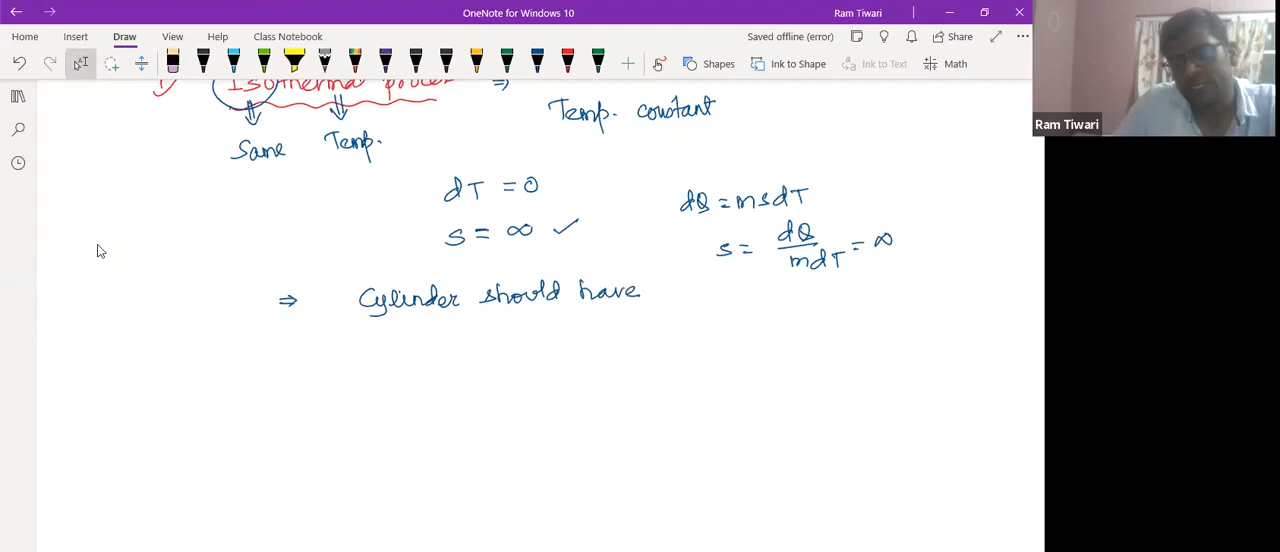 OneNote for Windows 10
Ram Tiwari
Home Insert Draw View Help Class Notebook
Saved offline (error) Share
Shapes Ink to Shape Ink to Text Math
Ram Tiwari
1) Isothermal process ⇒
Temp. constant
Same Temp.
dT = 0
dQ = msdT
s = ∞ ✓
s = dQ/mdT = ∞
⇒ Cylinder should have